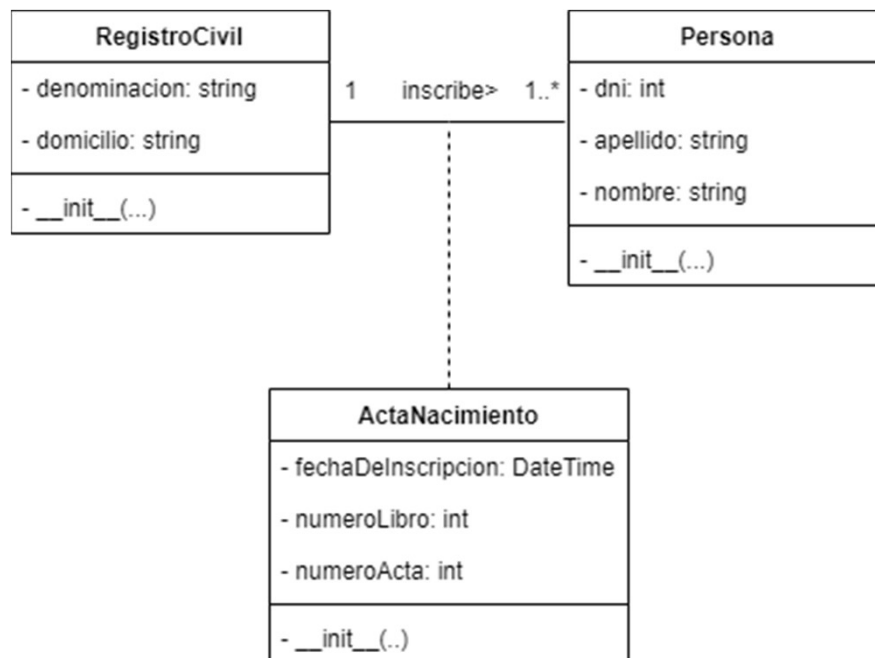 RegistroCivil
- denominacion: string
- domicilio: string
- __init__(...)
1 inscribe> 1..*
Persona
- dni: int
- apellido: string
- nombre: string
- __init__(...)
ActaNacimiento
- fechaDeInscripcion: DateTime
- numeroLibro: int
- numeroActa: int
- __init__(..)